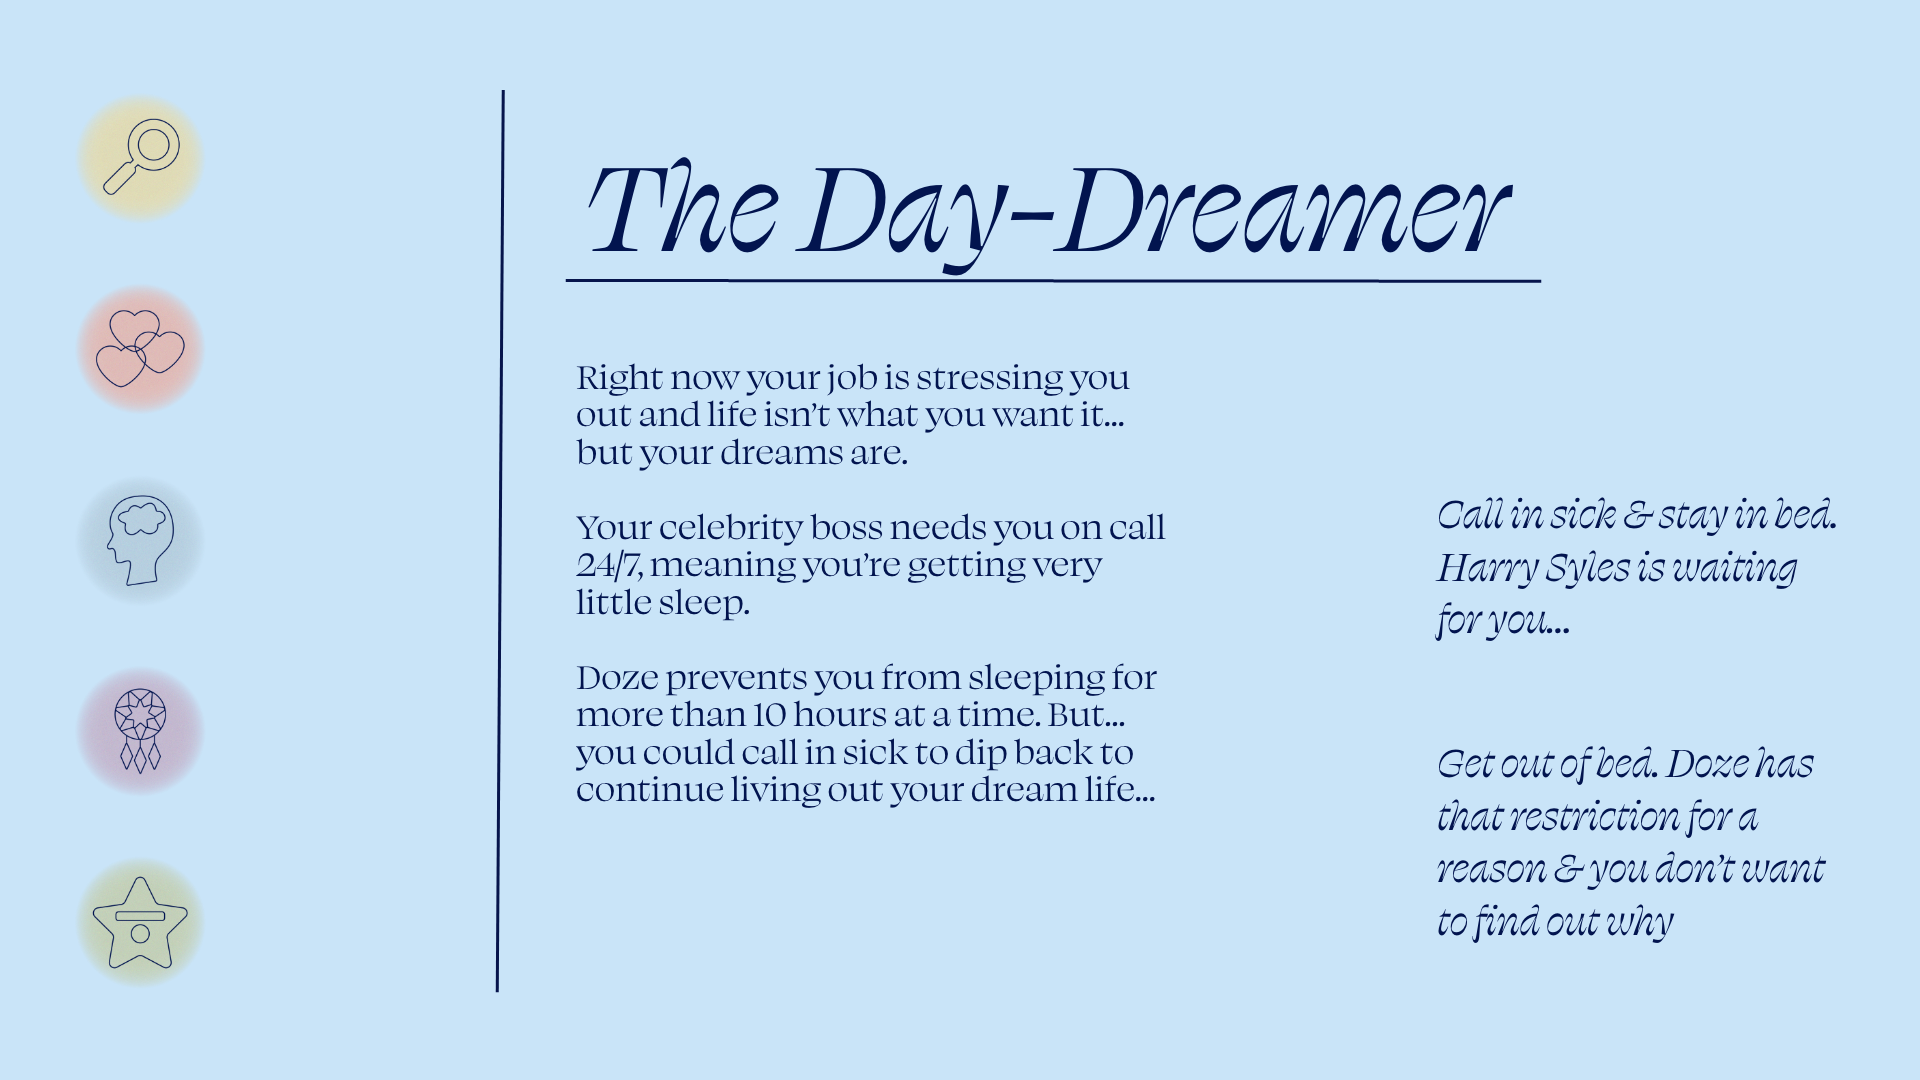 The Day-Dreamer
Right now your job is stressing you
out and life isn't what you want it...
but your dreams are.
Your celebrity boss needs you on call
24/7, meaning you're getting very
little sleep.
Doze prevents you from sleeping for
more than 10 hours at a time. But...
you could call in sick to dip back to
continue living out your dream life...
Call in sick & stay in bed.
Harry Syles is waiting
for you...
Get out of bed. Doze has
that restriction for a
reason & you don't want
to find out why